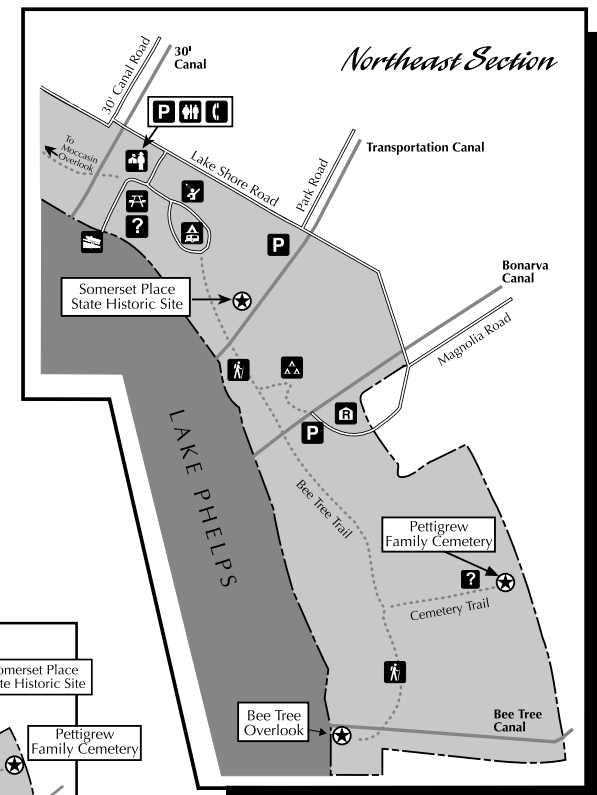 Northeast Section
30' Canal Road
30'
Canal
P
To
Moccasin
Overlook
Lake Shore Road
Park Road
Transportation Canal
?
P
Somerset Place
State Historic Site
Bonarva
Canal
Magnolia Road
R
P
LAKE PHELPS
Bee Tree Trail
Pettigrew
Family Cemetery
?
Cemetery Trail
Bee Tree
Overlook
Bee Tree
Canal
omerset Place
te Historic Site
Pettigrew
Family Cemetery